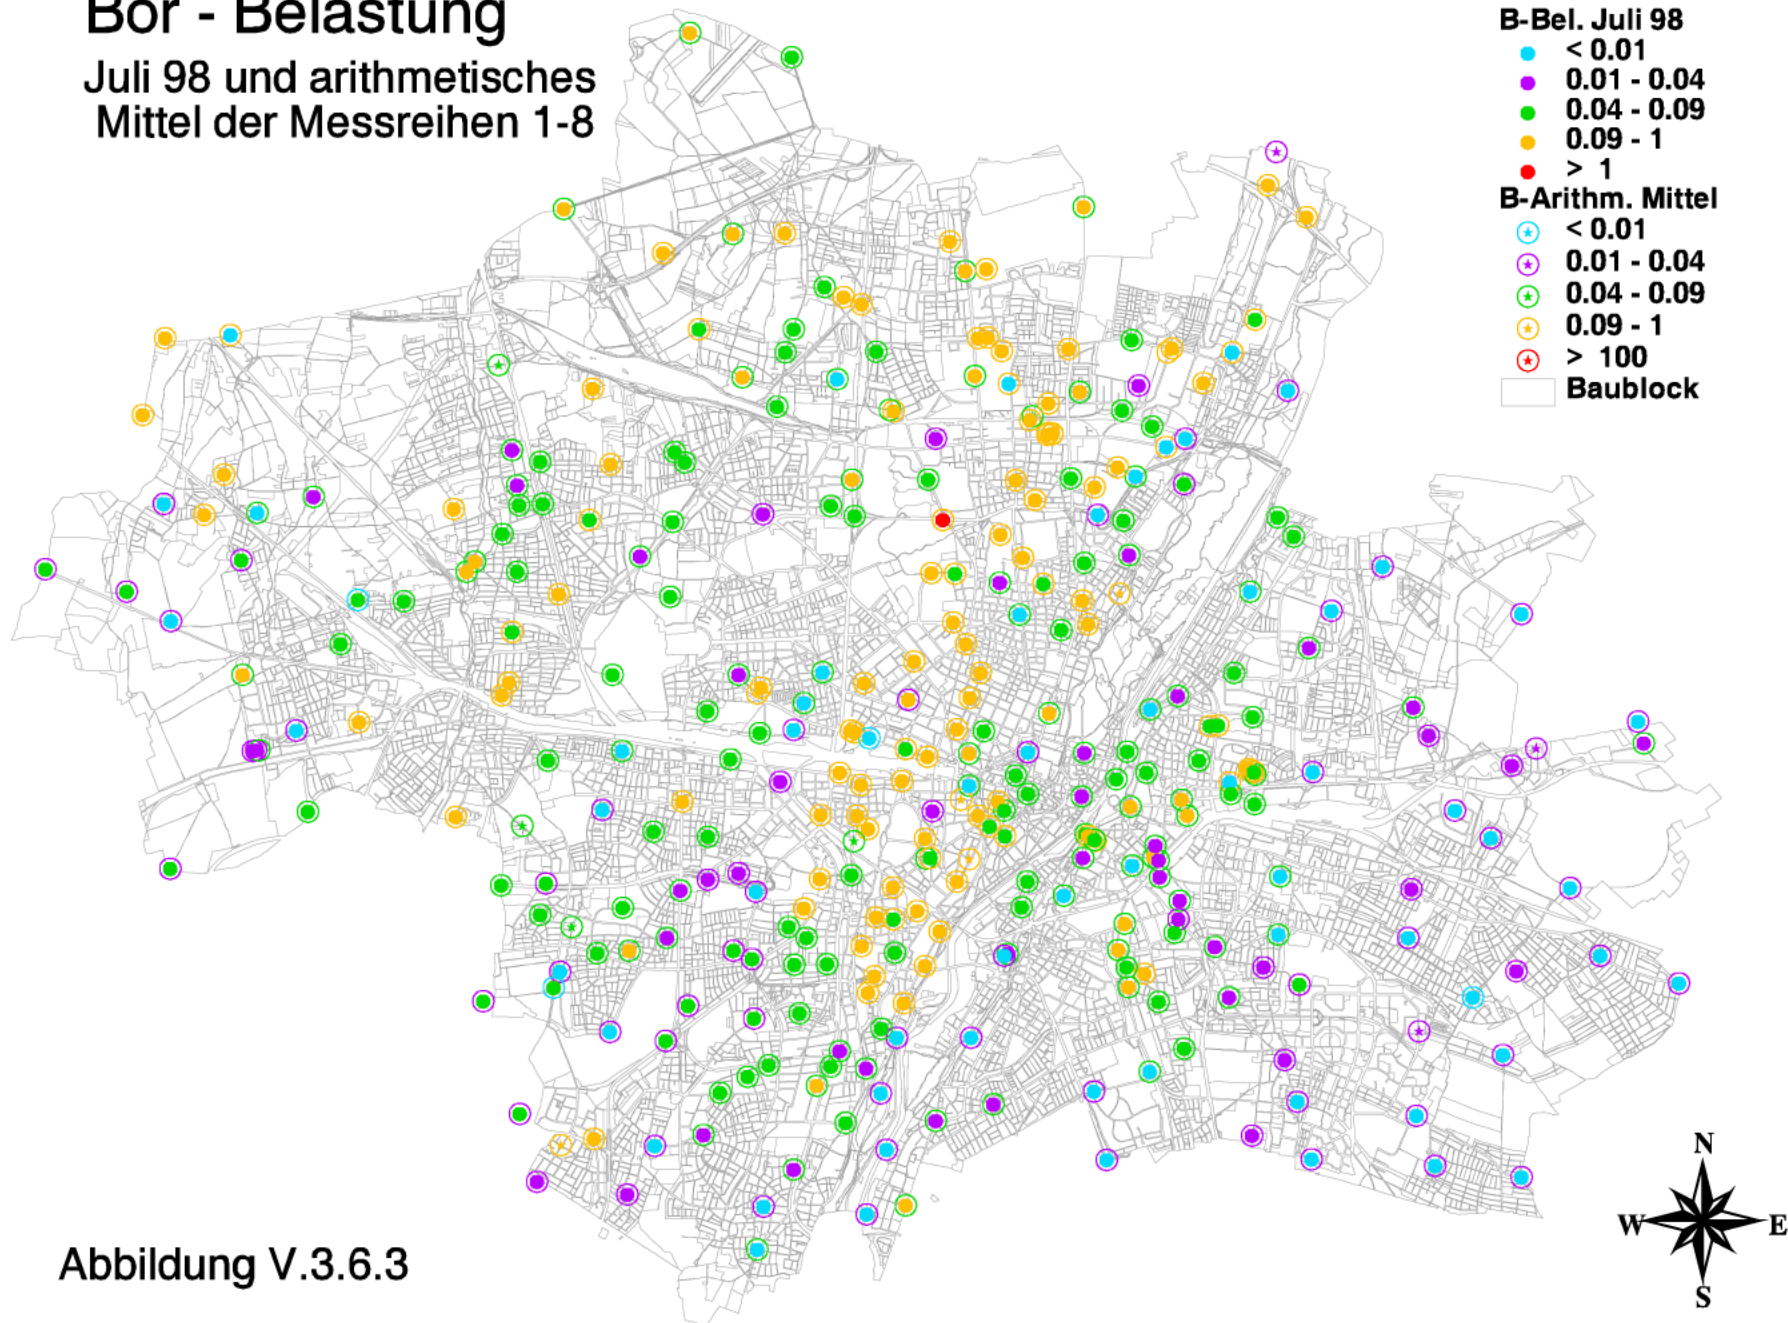 Bor - Belastung
Juli 98 und arithmetisches
Mittel der Messreihen 1-8
B-Bel. Juli 98
< 0.01
0.01 - 0.04
0.04 - 0.09
0.09 - 1
> 1
B-Arithm. Mittel
< 0.01
0.01 - 0.04
0.04 - 0.09
0.09 - 1
> 100
Baublock
N
W E
S
Abbildung V.3.6.3